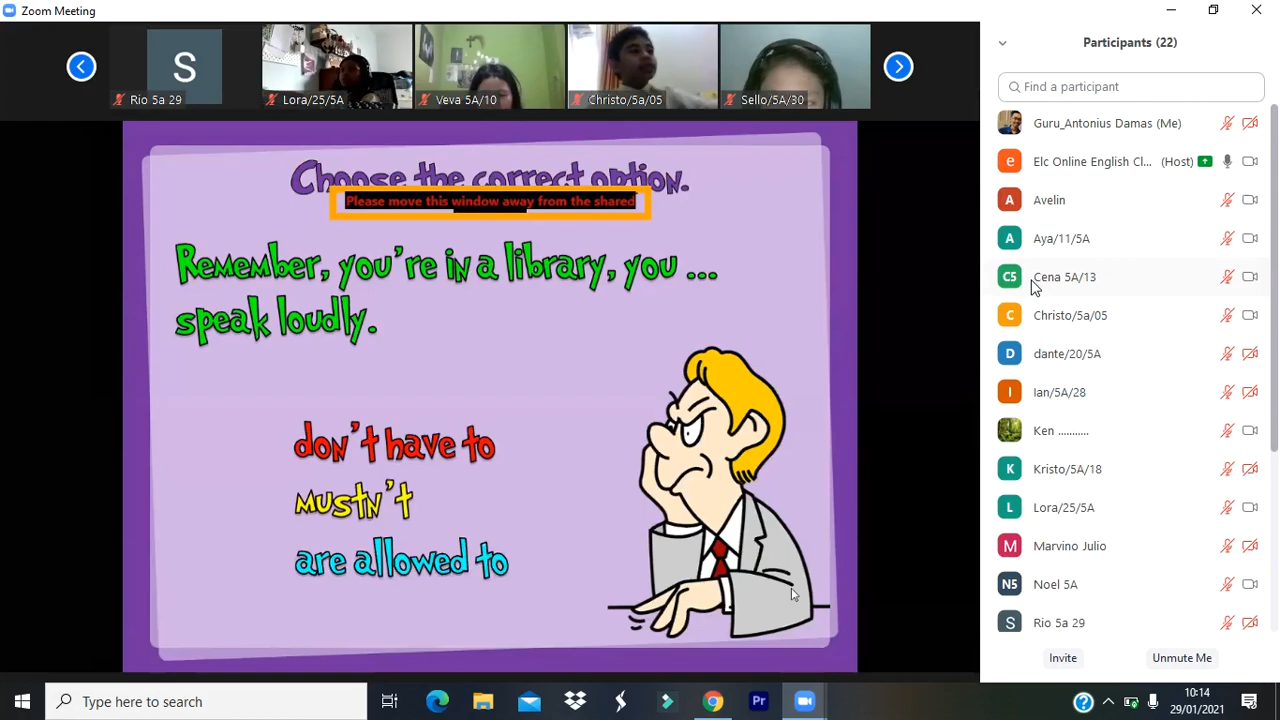 Zoom Meeting
S
Rio 5a 29
Lora/25/5A
Veva 5A/10
Christo/5a/05
Sello/5A/30
Choose the correct option.
Please move this window away from the shared
Remember, you're in a library, you ...
speak loudly.
don't have to
mustn't
are allowed to
Participants (22)
Find a participant
Guru_Antonius Damas (Me)
e Elc Online English Cl... (Host)
A Avelin
A Aya/11/5A
C5 Cena 5A/13
C Christo/5a/05
D dante/20/5A
I Ian/5A/28
Ken ...........
K Kristo/5A/18
L Lora/25/5A
M Marvino Julio
N5 Noel 5A
S Rio 5a 29
Invite
Unmute Me
Type here to search
Pr
10:14
29/01/2021